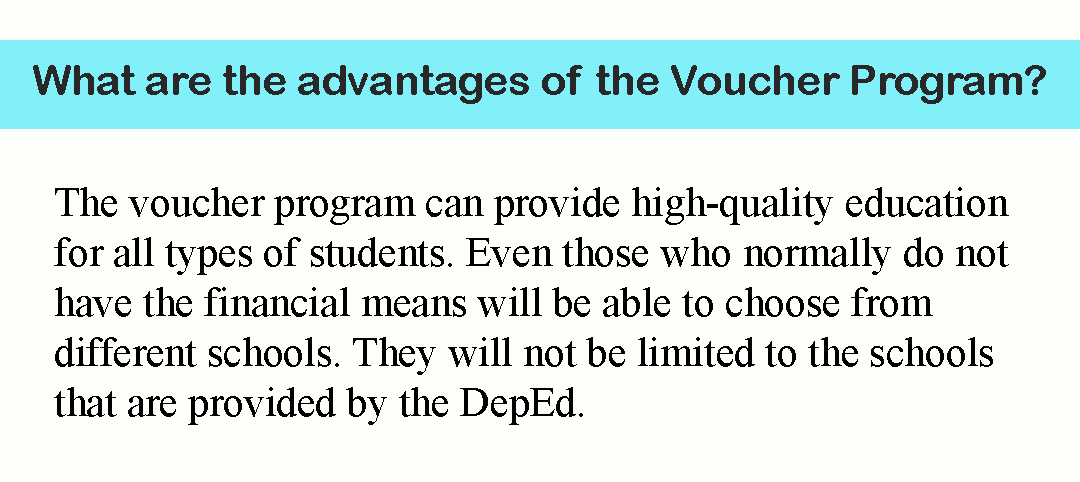 What are the advantages of the Voucher Program?
The voucher program can provide high-quality education
for all types of students. Even those who normally do not
have the financial means will be able to choose from
different schools. They will not be limited to the schools
that are provided by the DepEd.